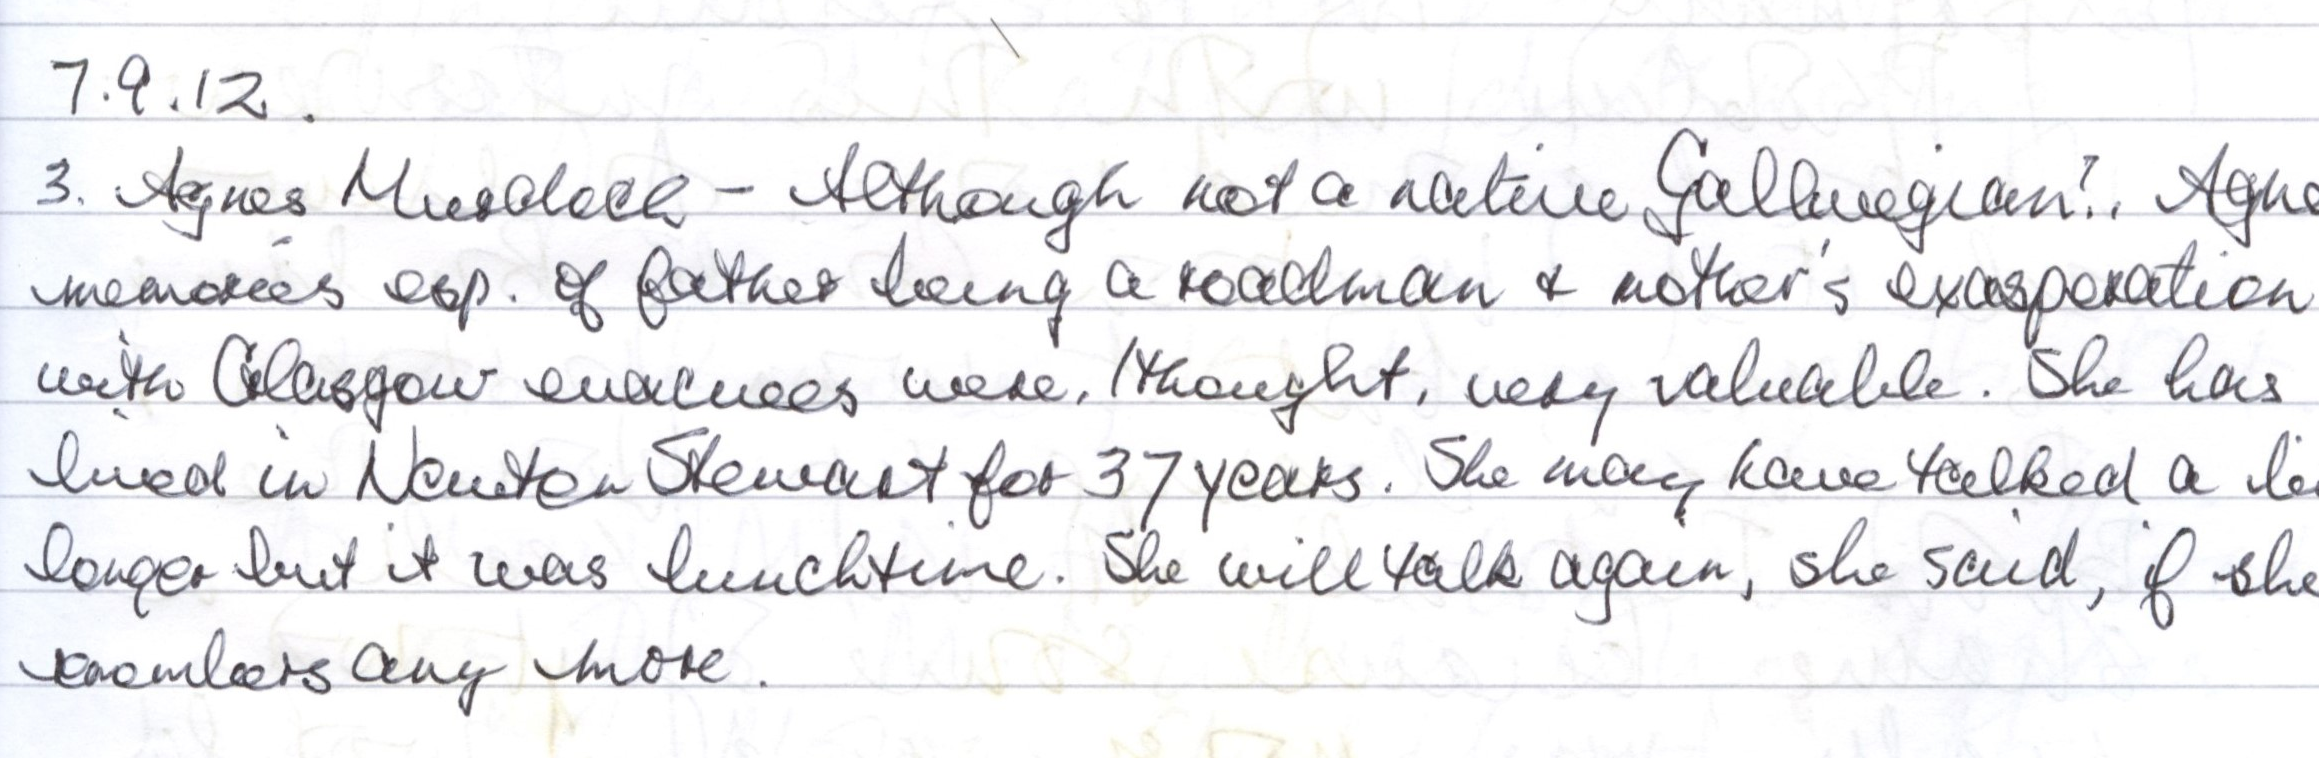 7.9.12.
3. Agnes Murdoch - Although not a native Gallwegian!. Agne
memories esp. of father being a roadman & mother's exasperation
with Glasgow evacuees were, I thought, very valuable. She has
lived in Newton Stewart for 37 years. She may have talked a li
longer but it was lunchtime. She will talk again, she said, if she
remembers any more.